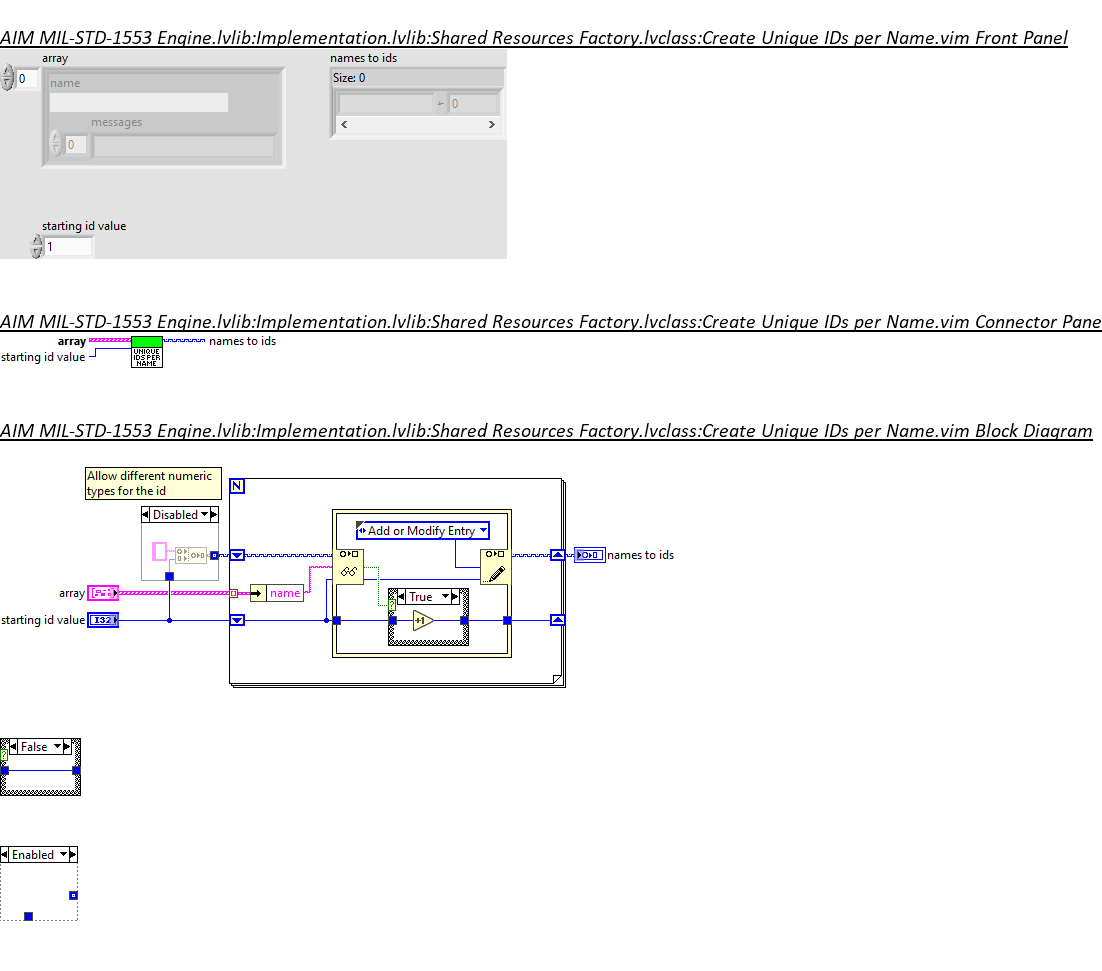 AIM MIL-STD-1553 Engine.lvlib:Implementation.lvlib:Shared Resources Factory.lvclass:Create Unique IDs per Name.vim Front Panel
array
names to ids
0
name
Size: 0
0
messages
0
starting id value
1
AIM MIL-STD-1553 Engine.lvlib:Implementation.lvlib:Shared Resources Factory.lvclass:Create Unique IDs per Name.vim Connector Pane
array
names to ids
starting id value
UNIQUE
IDS PER
NAME
AIM MIL-STD-1553 Engine.lvlib:Implementation.lvlib:Shared Resources Factory.lvclass:Create Unique IDs per Name.vim Block Diagram
Allow different numeric
types for the id
N
Disabled
Add or Modify Entry
names to ids
array
name
True
?
starting id value
I32
+1
False
?
Enabled